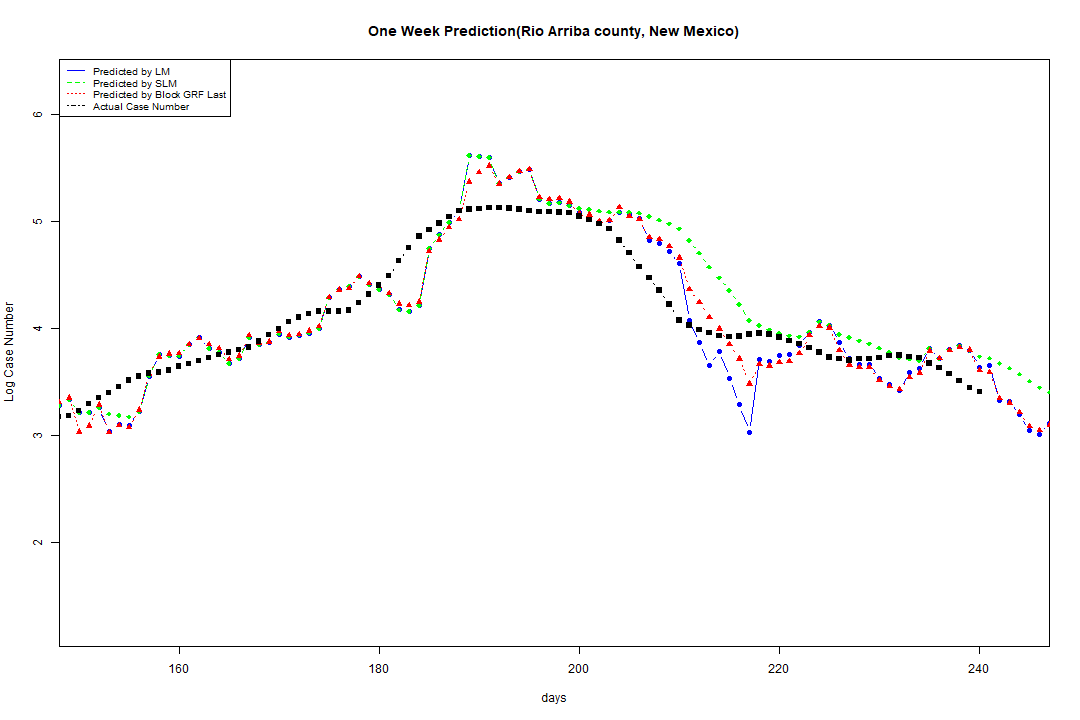 One Week Prediction(Rio Arriba county, New Mexico)
Predicted by LM
Predicted by SLM
Predicted by Block GRF Last
Actual Case Number
6
5
4
3
2
Log Case Number
160 180 200 220 240
days